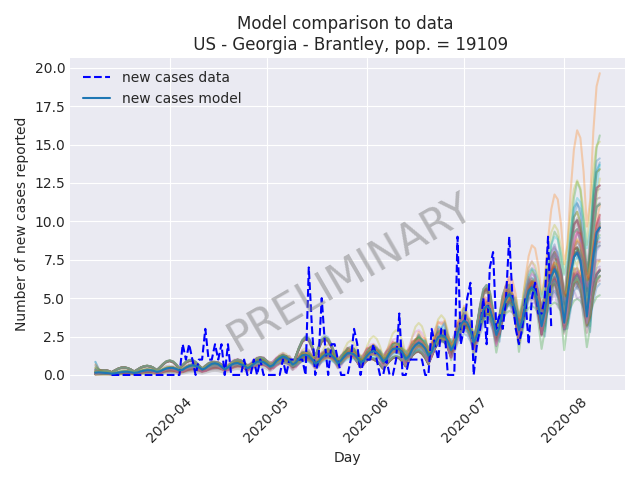 Model comparison to data
US - Georgia - Brantley, pop. = 19109
20.0
17.5
15.0
12.5
10.0
7.5
5.0
2.5
0.0
Number of new cases reported
new cases data
new cases model
PRELIMINARY
2020-04
2020-05
2020-06
2020-07
2020-08
Day